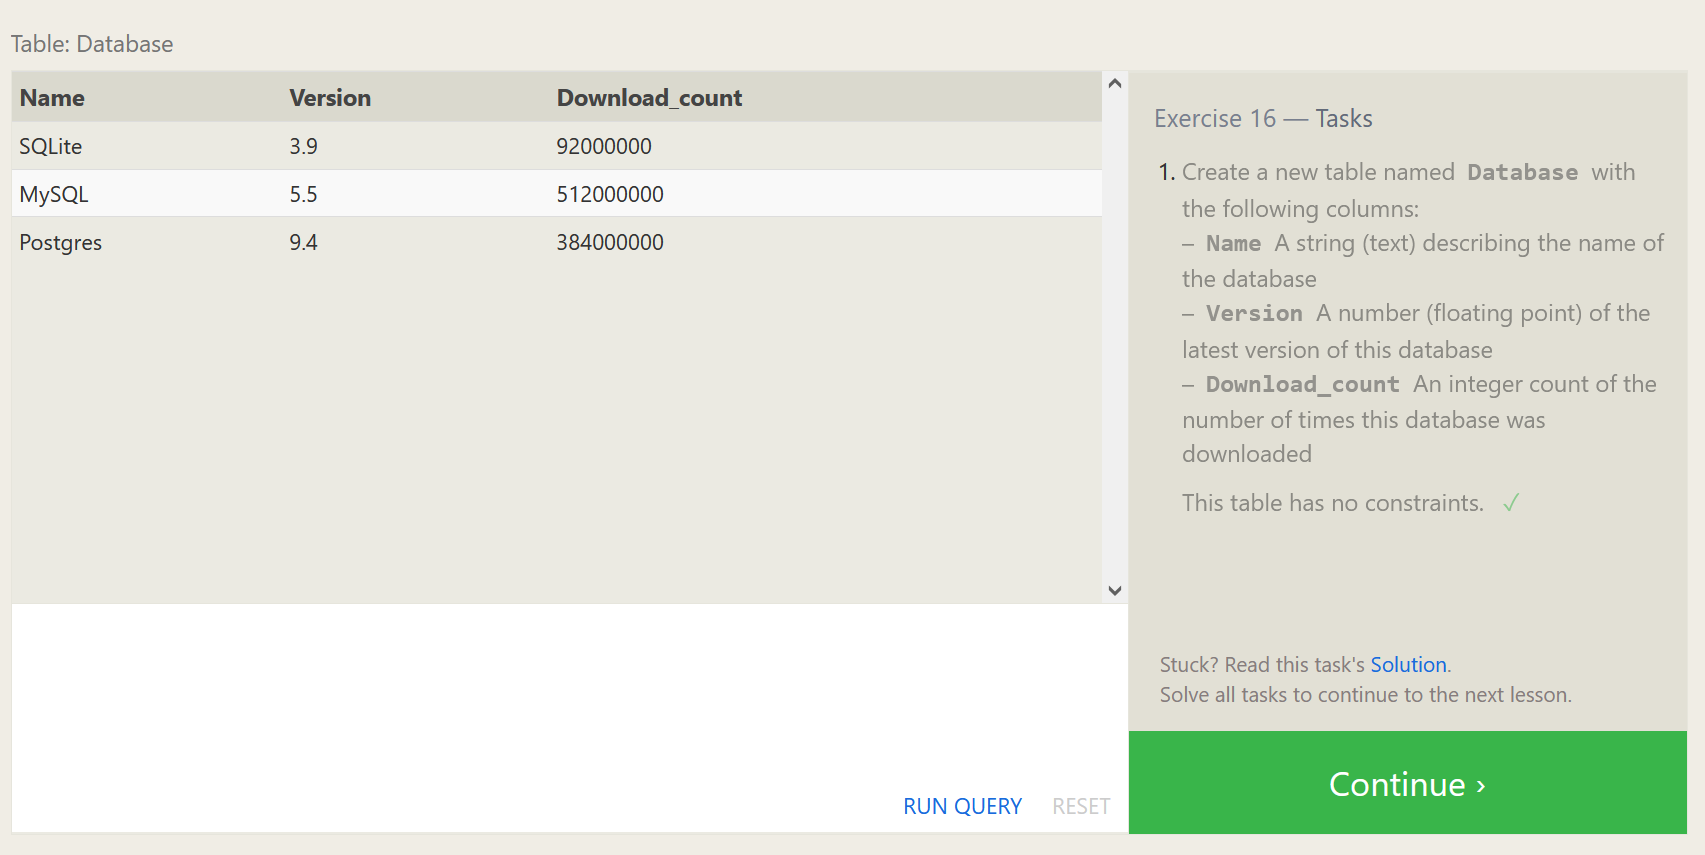 Table: Database
Name Version Download_count
SQLite 3.9 92000000
MySQL 5.5 512000000
Postgres 9.4 384000000
RUN QUERY RESET
Exercise 16 — Tasks
1. Create a new table named Database with
the following columns:
– Name A string (text) describing the name of
the database
– Version A number (floating point) of the
latest version of this database
– Download_count An integer count of the
number of times this database was
downloaded
This table has no constraints. ✓
Stuck? Read this task's Solution.
Solve all tasks to continue to the next lesson.
Continue ›